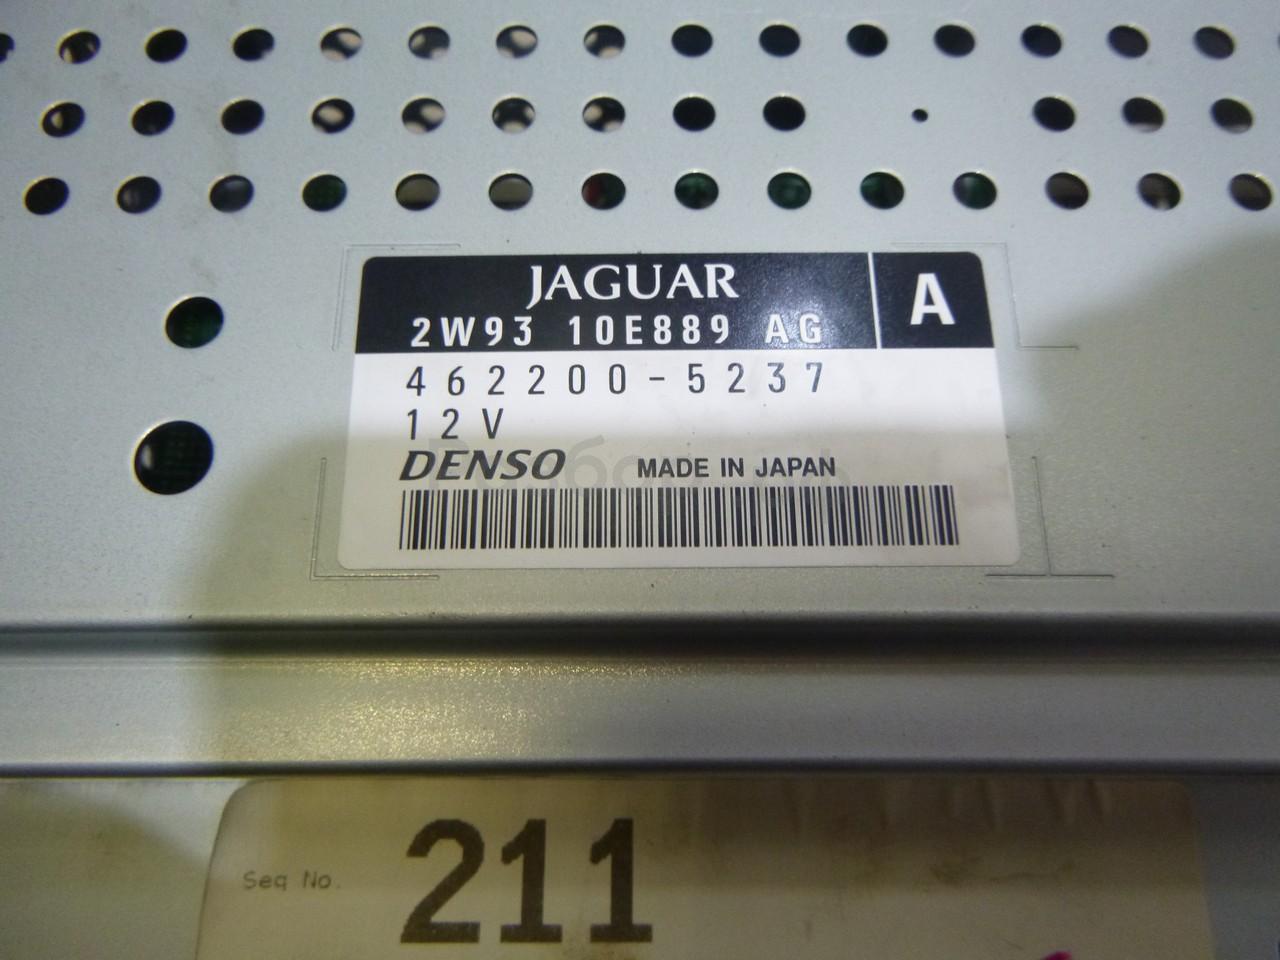 JAGUAR
A
2W93 10E889 AG
462200-5237
12V
DENSO MADE IN JAPAN
Seq No. 211